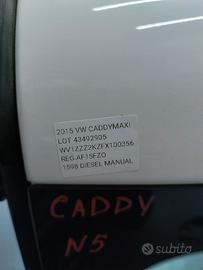 2015 VW CADDYMAXI
LOT 43492905
WV1ZZZ2KZFX100356
REG AF15FZO
1598 DIESEL MANUAL
CADDY
N5
subito